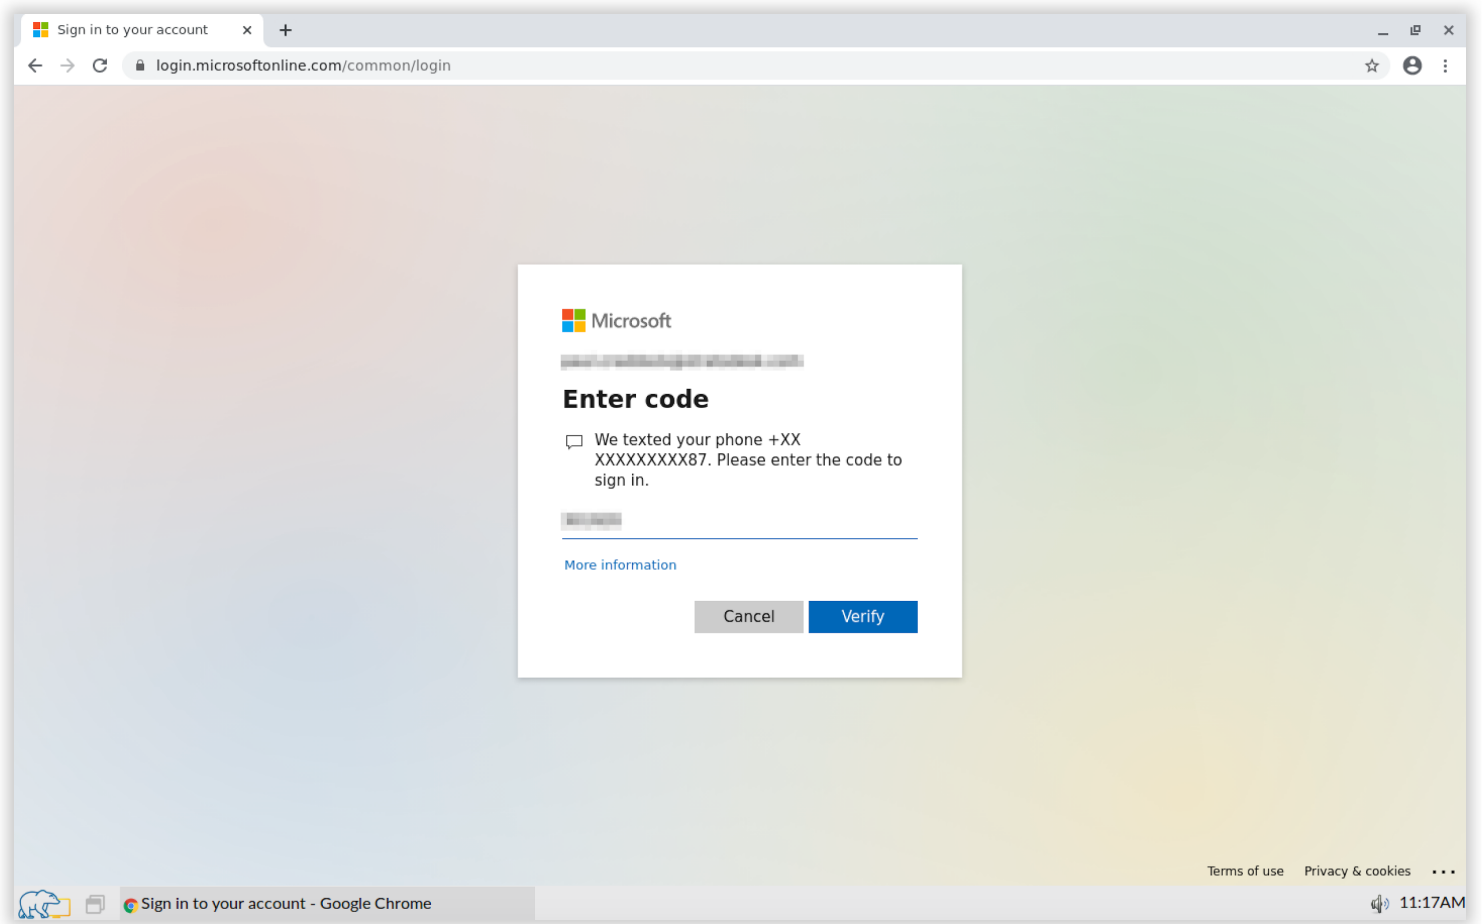 Sign in to your account
login.microsoftonline.com/common/login
Microsoft
Enter code
We texted your phone +XX
XXXXXXXXX87. Please enter the code to
sign in.
More information
Cancel
Verify
Terms of use
Privacy & cookies
Sign in to your account - Google Chrome
11:17AM